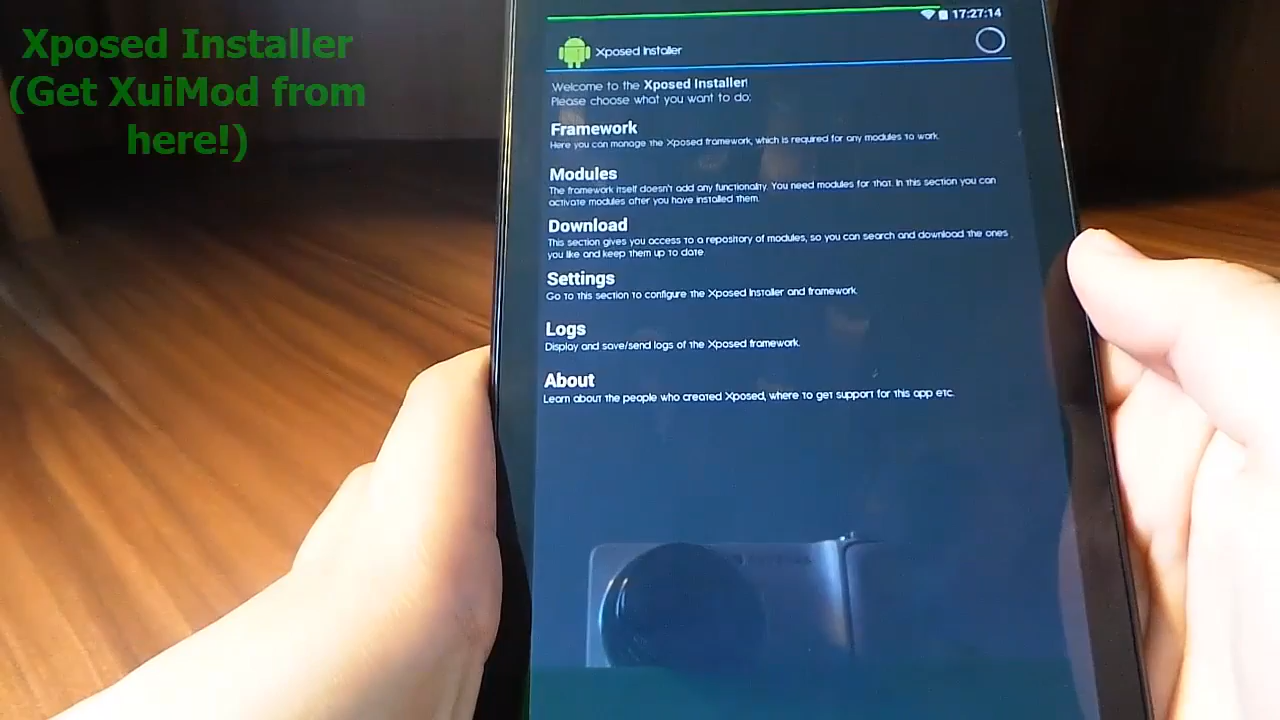 Xposed Installer
(Get XuiMod from
here!)
17:27:14
Xposed Installer
Welcome to the Xposed Installer!
Please choose what you want to do:
Framework
Here you can manage the Xposed framework, which is required for any modules to work.
Modules
The framework itself doesn't add any functionality. You need modules for that. In this section you can
activate modules after you have installed them.
Download
This section gives you access to a repository of modules, so you can search and download the ones
you like and keep them up to date.
Settings
Go to this section to configure the Xposed Installer and framework.
Logs
Display and save/send logs of the Xposed framework.
About
Learn about the people who created Xposed, where to get support for this app etc.